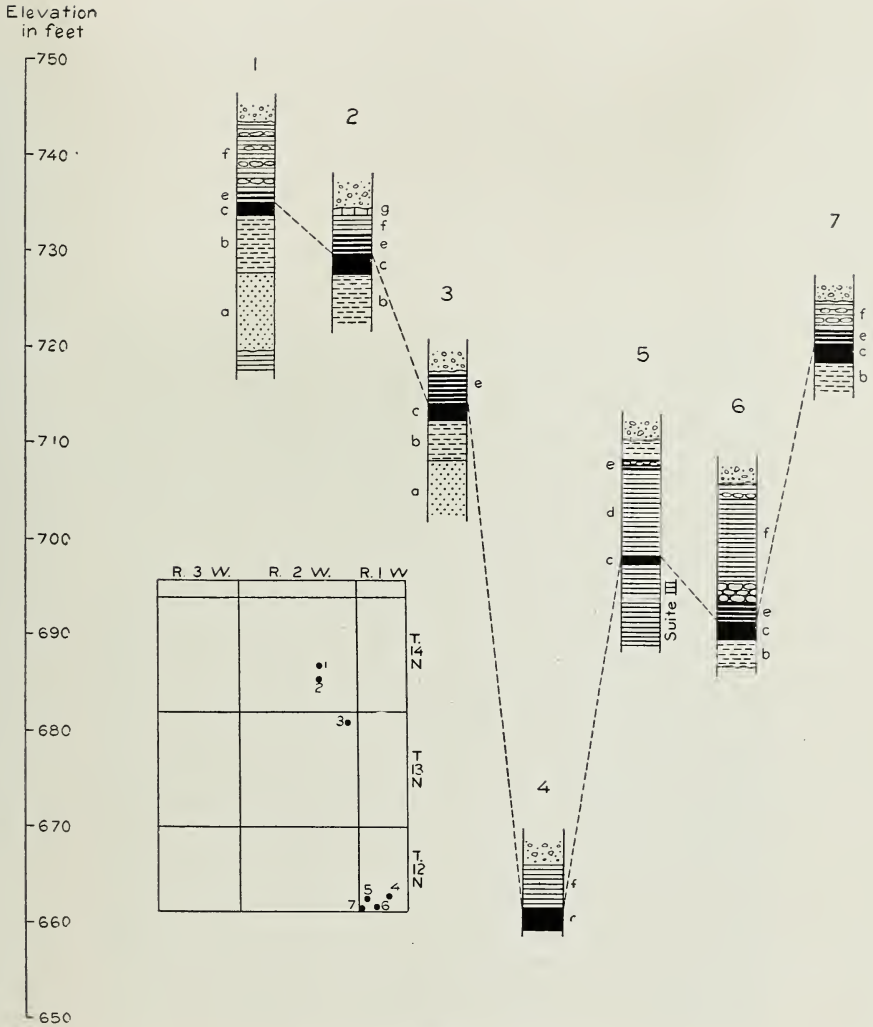 Elevation
in feet
750
740
730
720
710
700
690
680
670
660
650
1
f
e
c
b
a
2
g
f
e
c
b
3
e
c
b
a
4
f
5
e
d
c
Suite III
6
f
e
c
b
7
f
e
c
b
R. 3 W.
R. 2 W.
R. 1 W
T.
14
N
T
13
N
T.
12
N
1
2
3
4
5
6
7